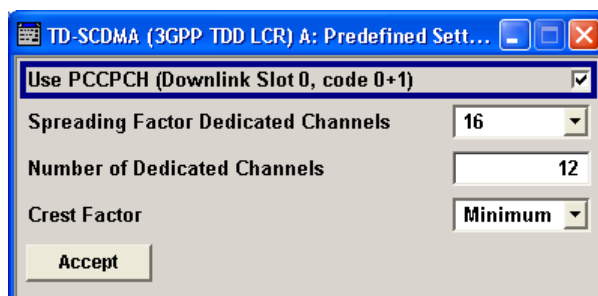 TD-SCDMA (3GPP TDD LCR) A: Predefined Sett...
Use PCCPCH (Downlink Slot 0, code 0+1)
Spreading Factor Dedicated Channels 16
Number of Dedicated Channels 12
Crest Factor Minimum
Accept